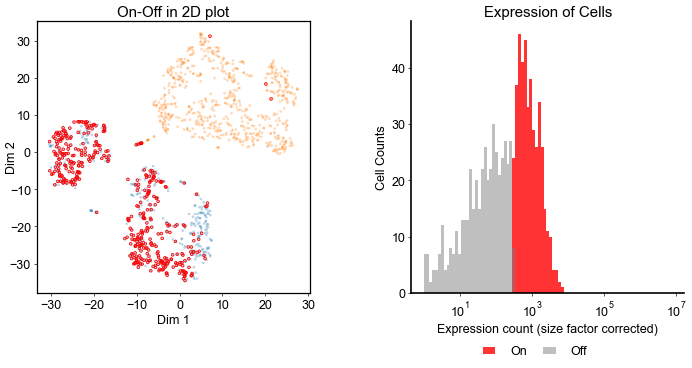 On-Off in 2D plot
Dim 2
30
20
10
0
−10
−20
−30
−30 −20 −10 0 10 20 30
Dim 1
Expression of Cells
Cell Counts
40
30
20
10
0
10^1 10^3 10^5 10^7
Expression count (size factor corrected)
On Off